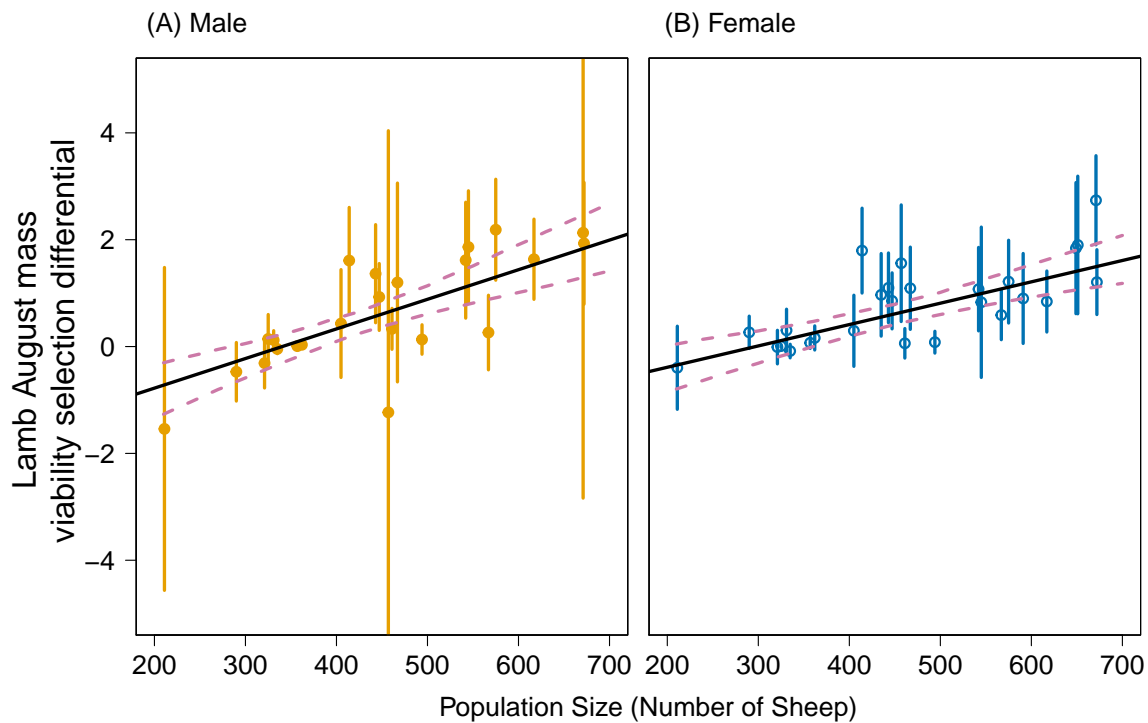 (A) Male
(B) Female
Lamb August mass
viability selection differential
4
2
0
−2
−4
200 300 400 500 600 700
200 300 400 500 600 700
Population Size (Number of Sheep)